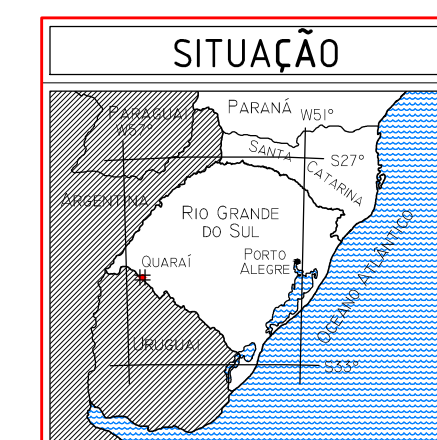 SITUAÇÃO
PARAGUAI
PARANÁ
W57°
W51°
SANTA
CATARINA
S27°
ARGENTINA
RIO GRANDE
DO SUL
OCEANO ATLÂNTICO
QUARAÍ
PORTO
ALEGRE
URUGUAI
S33°